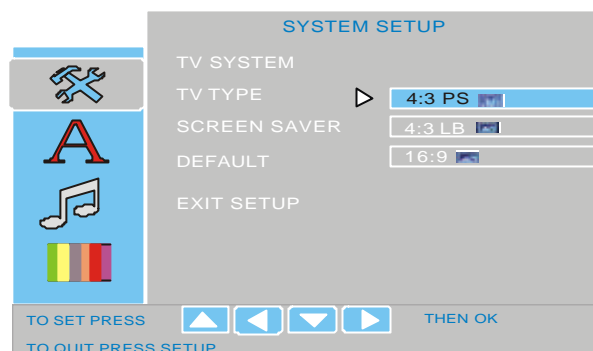 SYSTEM SETUP
TV SYSTEM
TV TYPE
4:3 PS
SCREEN SAVER
4:3 LB
DEFAULT
16:9
EXIT SETUP
A
TO SET PRESS
THEN OK
TO QUIT PRESS SETUP